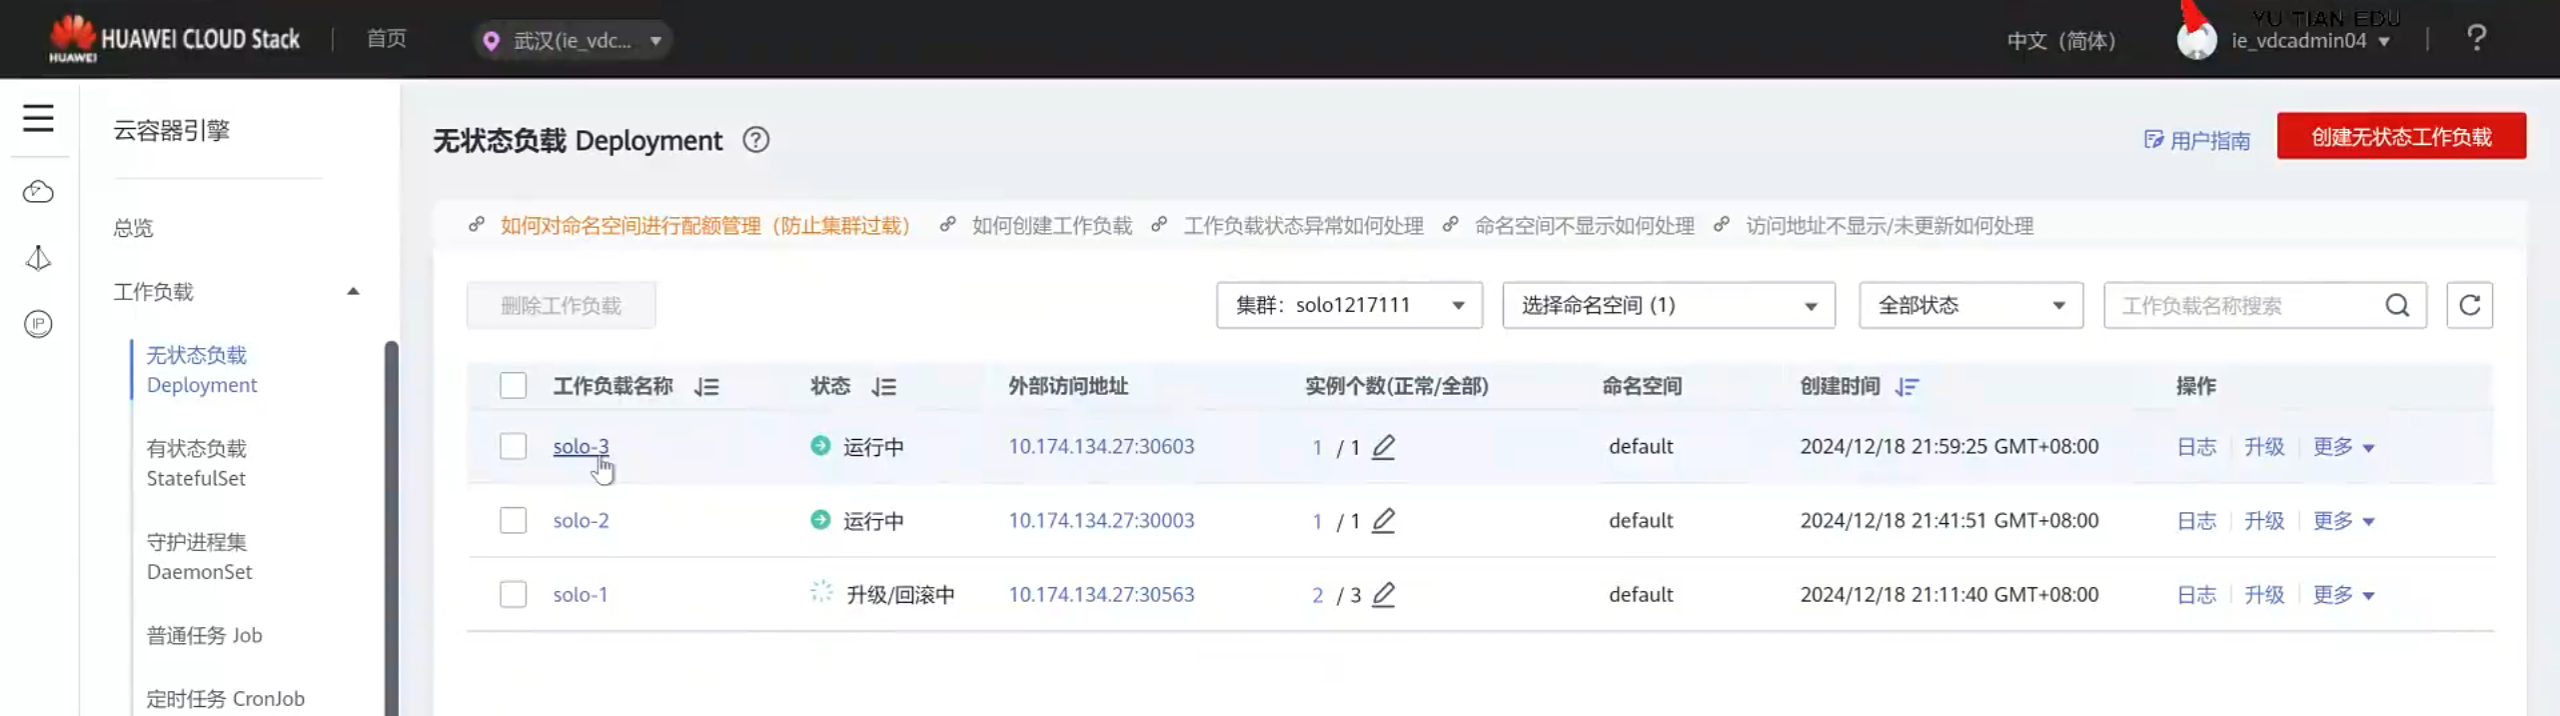 HUAWEI
HUAWEI CLOUD Stack
首页
武汉(ie_vdc...
中文（简体）
YU TIAN EDU
ie_vdcadmin04
?
云容器引擎
总览
工作负载
无状态负载
Deployment
有状态负载
StatefulSet
守护进程集
DaemonSet
普通任务 Job
定时任务 CronJob
IP
无状态负载 Deployment ?
用户指南
创建无状态工作负载
如何对命名空间进行配额管理（防止集群过载） 如何创建工作负载 工作负载状态异常如何处理 命名空间不显示如何处理 访问地址不显示/未更新如何处理
删除工作负载 集群：solo1217111 选择命名空间 (1) 全部状态 工作负载名称搜索
工作负载名称 状态 外部访问地址 实例个数(正常/全部) 命名空间 创建时间 操作
solo-3 运行中 10.174.134.27:30603 1 / 1 default 2024/12/18 21:59:25 GMT+08:00 日志 升级 更多
solo-2 运行中 10.174.134.27:30003 1 / 1 default 2024/12/18 21:41:51 GMT+08:00 日志 升级 更多
solo-1 升级/回滚中 10.174.134.27:30563 2 / 3 default 2024/12/18 21:11:40 GMT+08:00 日志 升级 更多